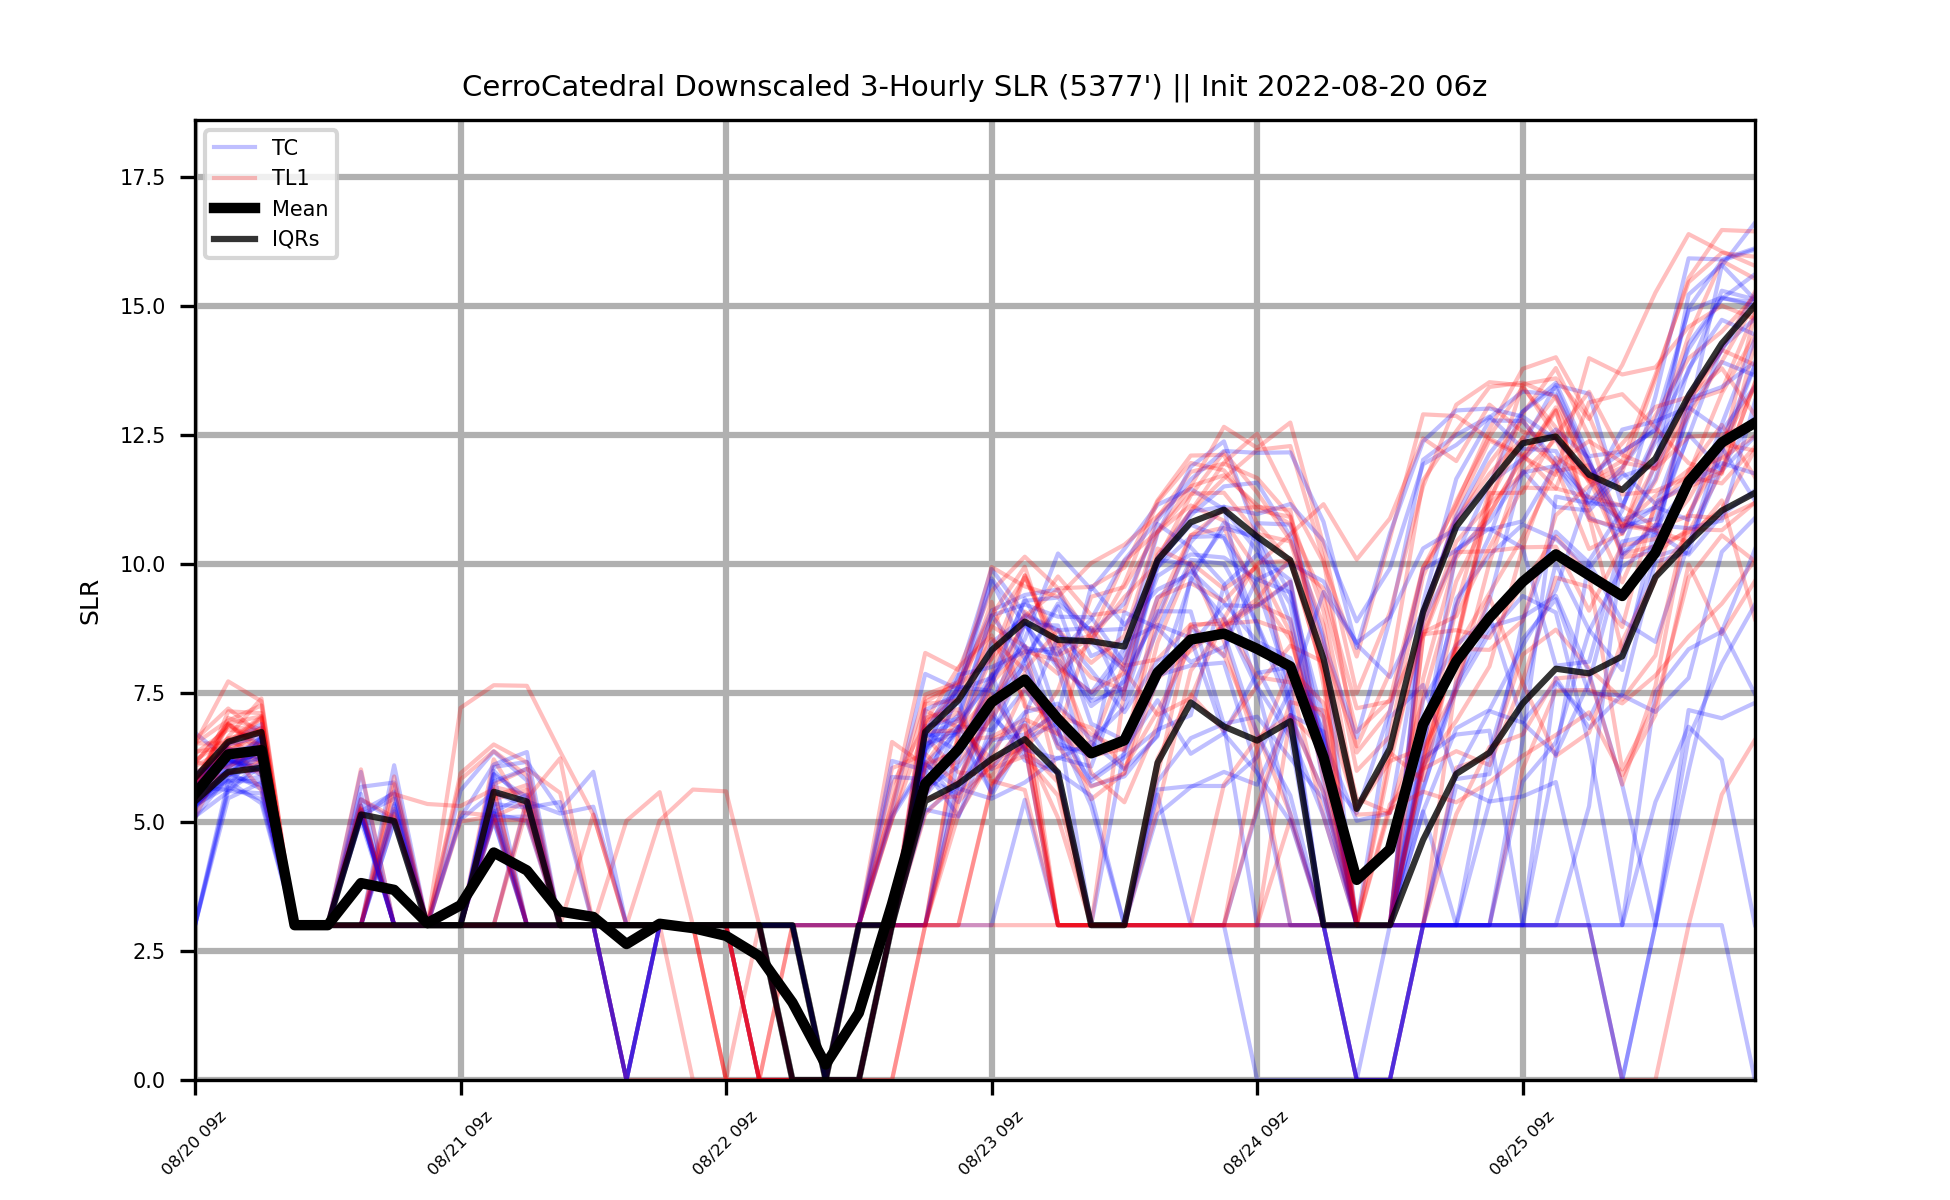 CerroCatedral Downscaled 3-Hourly SLR (5377') || Init 2022-08-20 06z
TC
TL1
Mean
IQRs
17.5
15.0
12.5
10.0
7.5
5.0
2.5
0.0
SLR
08/20 09z
08/21 09z
08/22 09z
08/23 09z
08/24 09z
08/25 09z